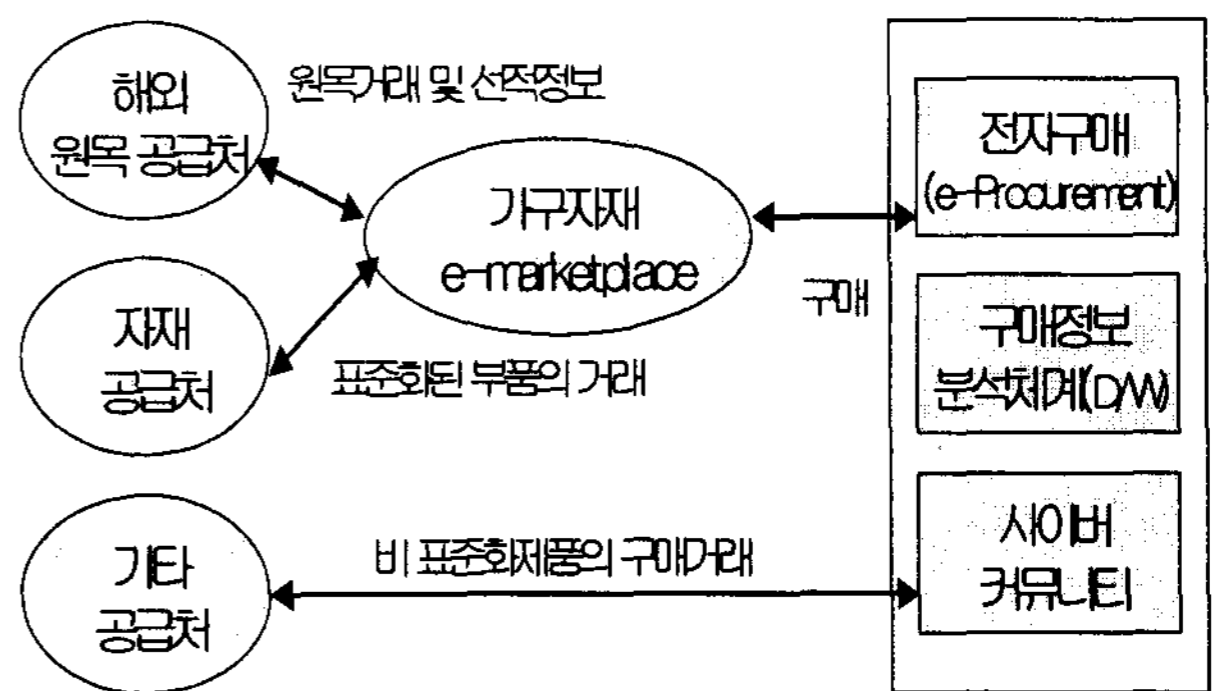 해외
원목 공급처
원목거래 및 선적정보
가구자재
e-marketplace
자재
공급처
표준화된 부품의 거래
기타
공급처
비 표준화제품의 구매거래
구매
전자구매
(e-Procurement)
구매정보
분석체계(D/W)
사이버
커뮤니티